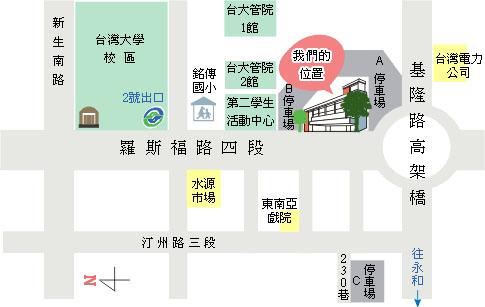 新生南路
台灣大學
校區
2號出口
銘傳
國小
台大管院
1館
台大管院
2館
第二學生
活動中心
我們的
位置
A停車場
B停車場
台灣電力
公司
基隆路高架橋
羅斯福路四段
水源
市場
東南亞
戲院
汀州路三段
230巷
C停車場
往永和
N